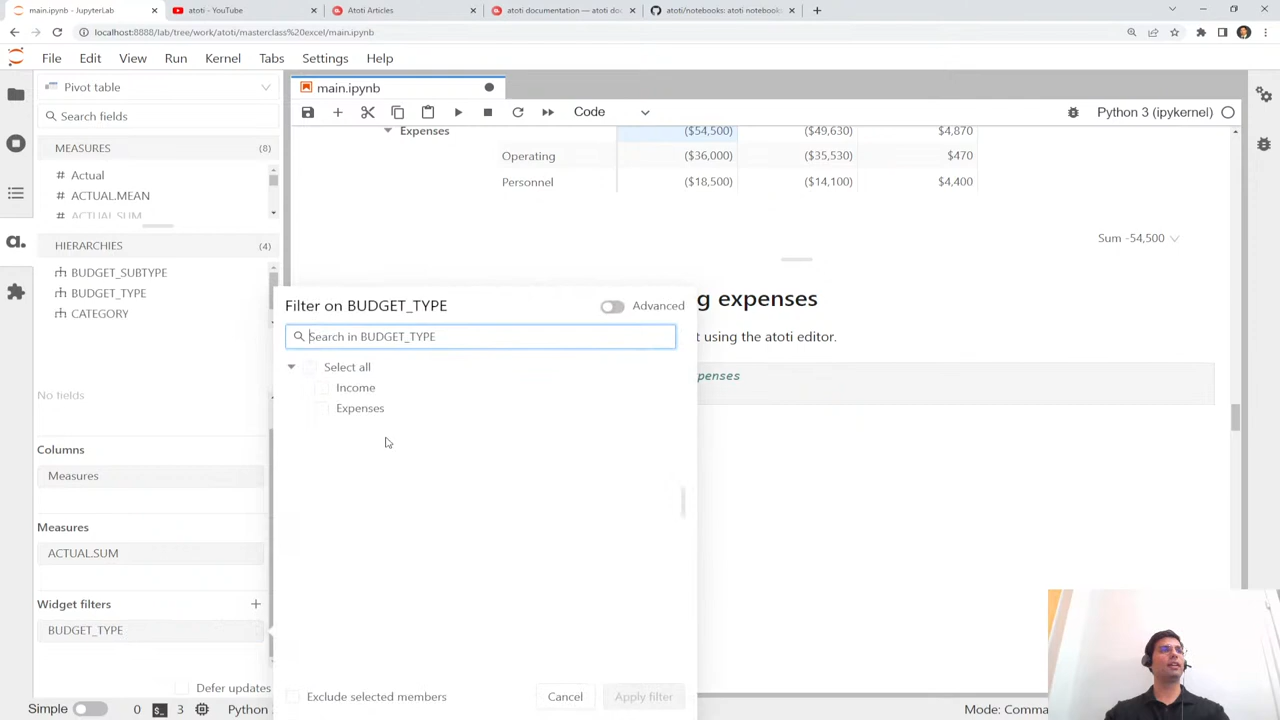 main.ipynb - JupyterLab
atoti - YouTube
Atoti Articles
atoti documentation — atoti do
atoti/notebooks: atoti notebooks
localhost:8888/lab/tree/work/atoti/masterclass%20excel/main.ipynb
File Edit View Run Kernel Tabs Settings Help
Pivot table
main.ipynb
Search fields
Code
Python 3 (ipykernel)
MEASURES (8)
Actual
ACTUAL.MEAN
ACTUAL.SUM
HIERARCHIES (4)
BUDGET_SUBTYPE
BUDGET_TYPE
CATEGORY
No fields
Columns
Measures
Measures
ACTUAL.SUM
Widget filters
BUDGET_TYPE
Defer updates
Expenses ($54,500) ($49,630) $4,870
Operating ($36,000) ($35,530) $470
Personnel ($18,500) ($14,100) $4,400
Sum -54,500
Filter on BUDGET_TYPE
Advanced
Search in BUDGET_TYPE
Select all
Income
Expenses
Exclude selected members
Cancel
Apply filter
g expenses
t using the atoti editor.
penses
Simple 0 3 Python
Mode: Comma